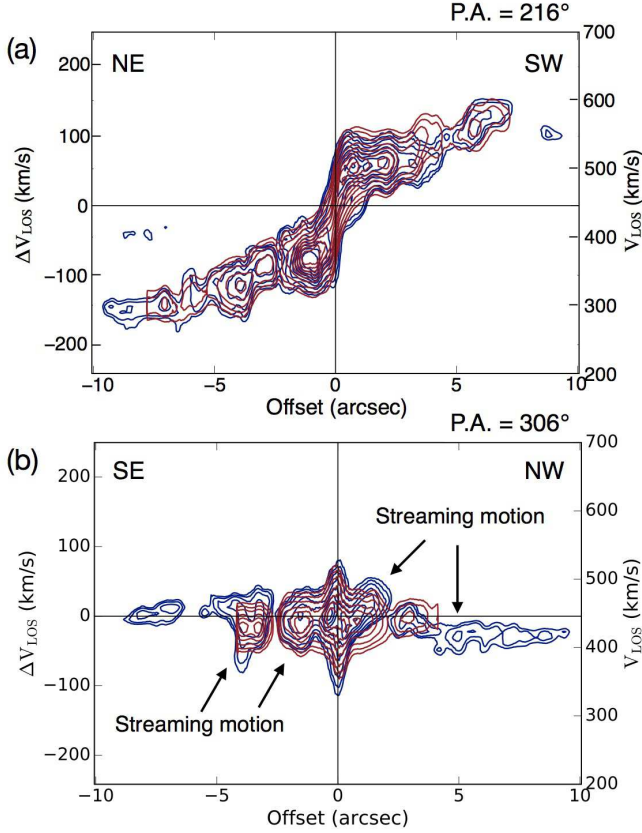 P.A. = 216°
(a)
NE
SW
200
100
0
−100
−200
ΔV_LOS (km/s)
700
600
500
400
300
200
V_LOS (km/s)
−10 −5 0 5 10
Offset (arcsec)
P.A. = 306°
(b)
SE
NW
Streaming motion
Streaming motion
200
100
0
−100
−200
ΔV_LOS (km/s)
700
600
500
400
300
200
V_LOS (km/s)
−10 −5 0 5 10
Offset (arcsec)